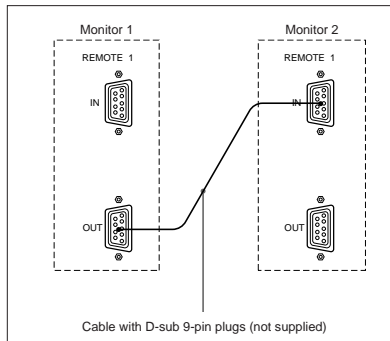 Monitor 1
Monitor 2
REMOTE 1
REMOTE 1
IN
IN
OUT
OUT
Cable with D-sub 9-pin plugs (not supplied)